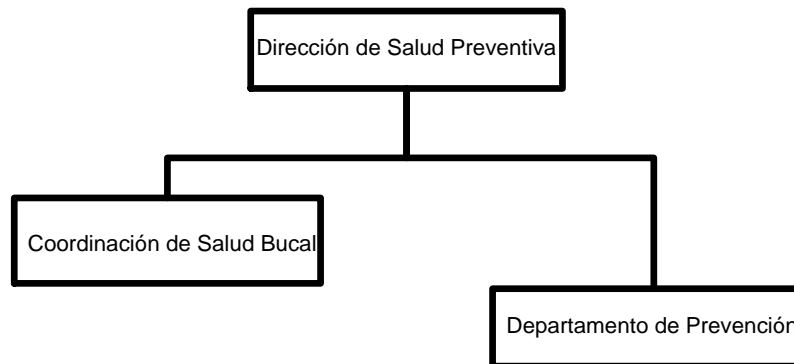 Dirección de Salud Preventiva
Coordinación de Salud Bucal
Departamento de Prevención